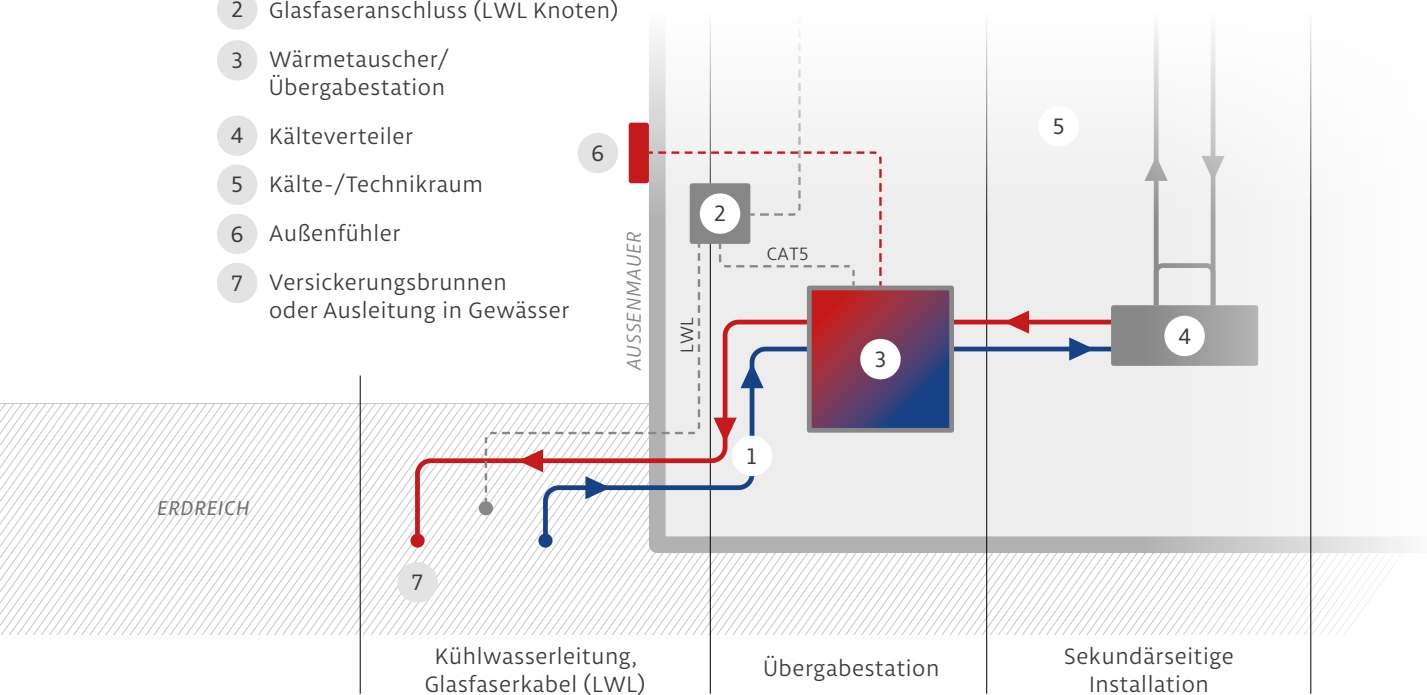 2 Glasfaseranschluss (LWL Knoten)
3 Wärmetauscher/
Übergabestation
4 Kälteverteiler
5 Kälte-/Technikraum
6 Außenfühler
7 Versickerungsbrunnen
oder Ausleitung in Gewässer
5
6
2
CAT5
AUSSENMAUER
LWL
3
4
1
ERDREICH
7
Kühlwasserleitung,
Glasfaserkabel (LWL)
Übergabestation
Sekundärseitige
Installation